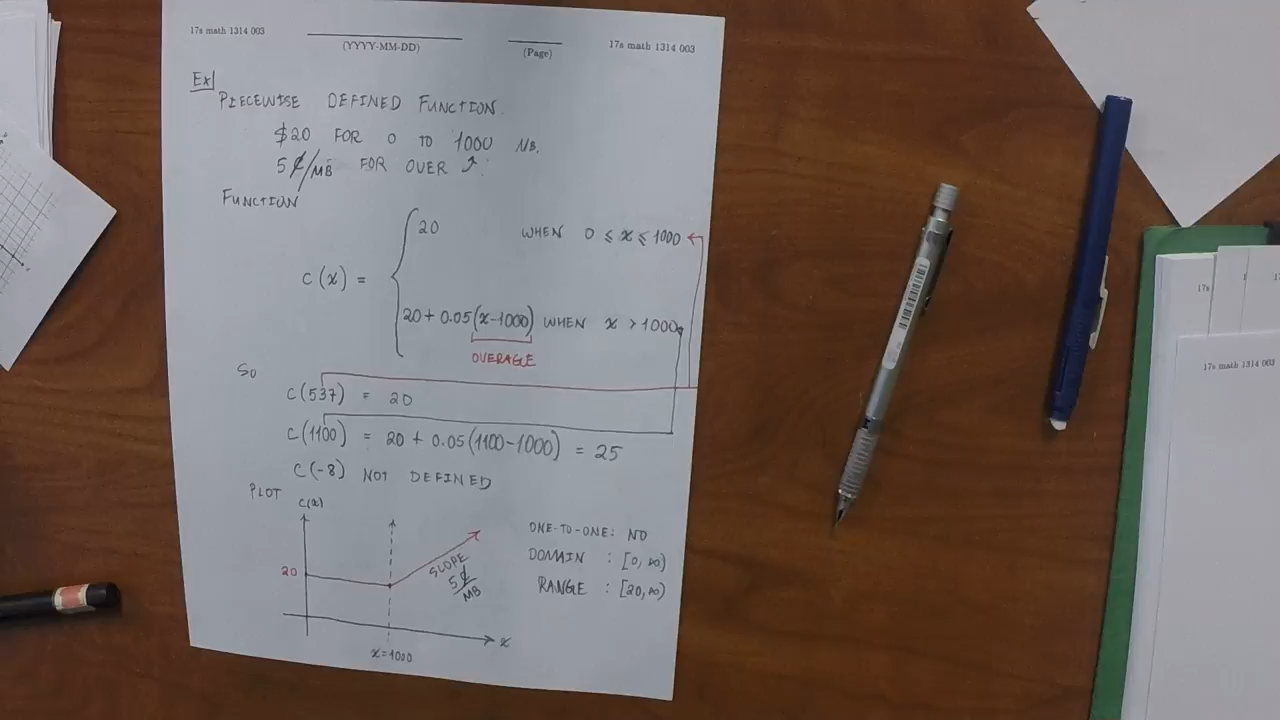 17s math 1314 003 (YYYY-MM-DD) (Page) 17s math 1314 003
Ex
PIECEWISE DEFINED FUNCTION
$20 FOR 0 TO 1000 MB.
5¢/MB FOR OVER ↗.
FUNCTION
20 WHEN 0 ≤ x ≤ 1000
C(x) =
20 + 0.05(x-1000) WHEN x > 1000
OVERAGE
SO
C(537) = 20
C(1100) = 20 + 0.05(1100-1000) = 25
C(-8) NOT DEFINED
PLOT
C(x)
20
SLOPE
5¢
MB
x
x=1000
ONE-TO-ONE: NO
DOMAIN : [0,∞)
RANGE : [20,∞)
17s
17s math 1314 003